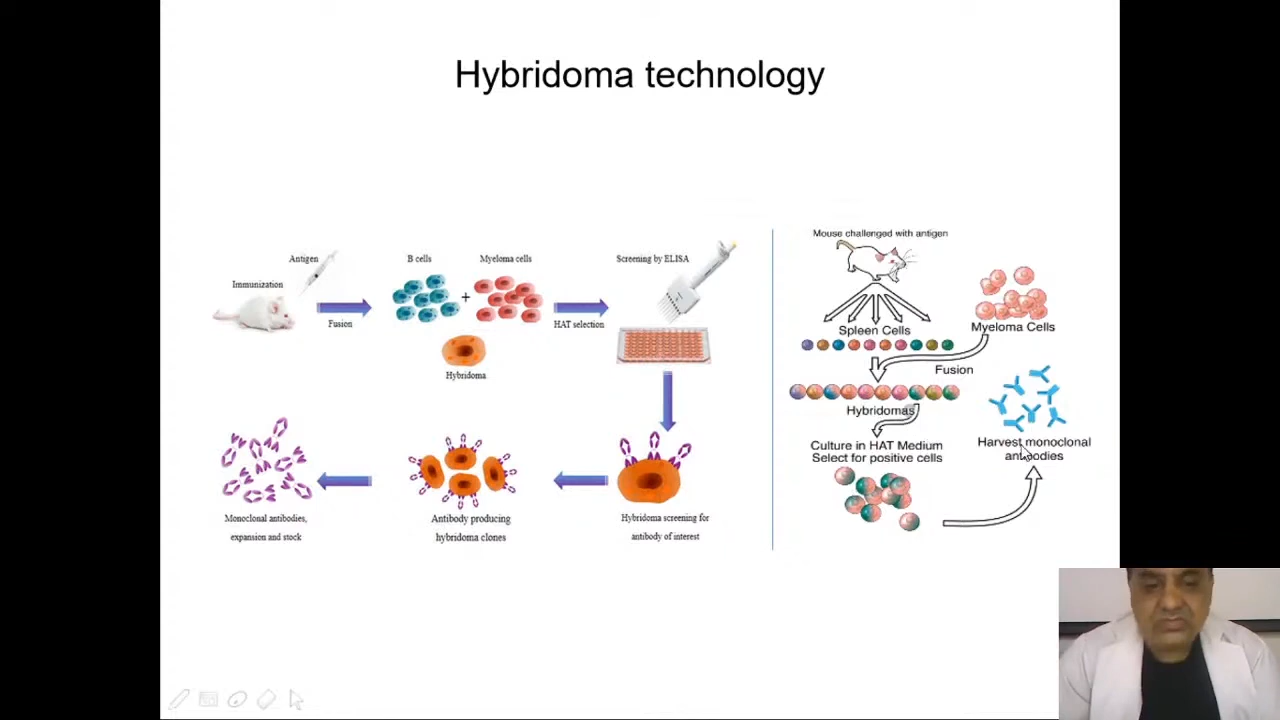 Hybridoma technology
Antigen
Immunization
Fusion
B cells
Myeloma cells
+
Hybridoma
HAT selection
Screening by ELISA
Hybridoma screening for
antibody of interest
Antibody producing
hybridoma clones
Monoclonal antibodies,
expansion and stock
Mouse challenged with antigen
Spleen Cells
Myeloma Cells
Fusion
Hybridomas
Culture in HAT Medium
Select for positive cells
Harvest monoclonal
antibodies